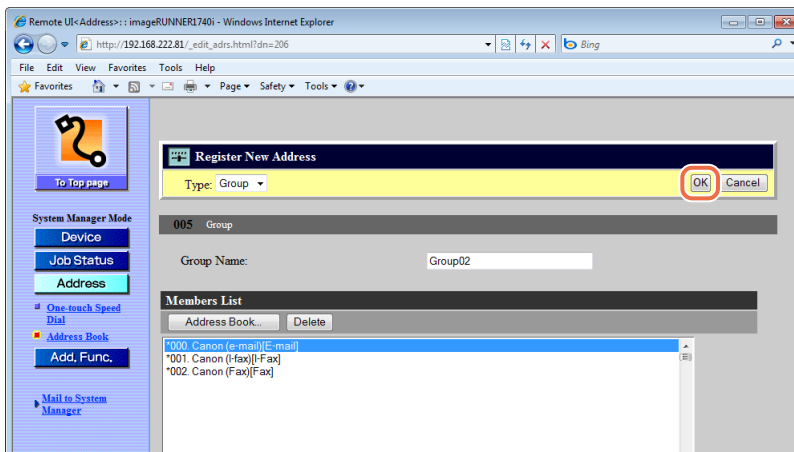 Remote UI<Address>: : imageRUNNER1740i - Windows Internet Explorer
http://192.168.222.81/_edit_adrs.html?dn=206
Bing
File Edit View Favorites Tools Help
Favorites Page Safety Tools
To Top page
Register New Address
Type: Group OK Cancel
System Manager Mode
Device
Job Status
Address
One-touch Speed
Dial
Address Book
Add. Func.
Mail to System
Manager
005 Group
Group Name: Group02
Members List
Address Book... Delete
*000. Canon (e-mail)[E-mail]
*001. Canon (I-fax)[I-Fax]
*002. Canon (Fax)[Fax]